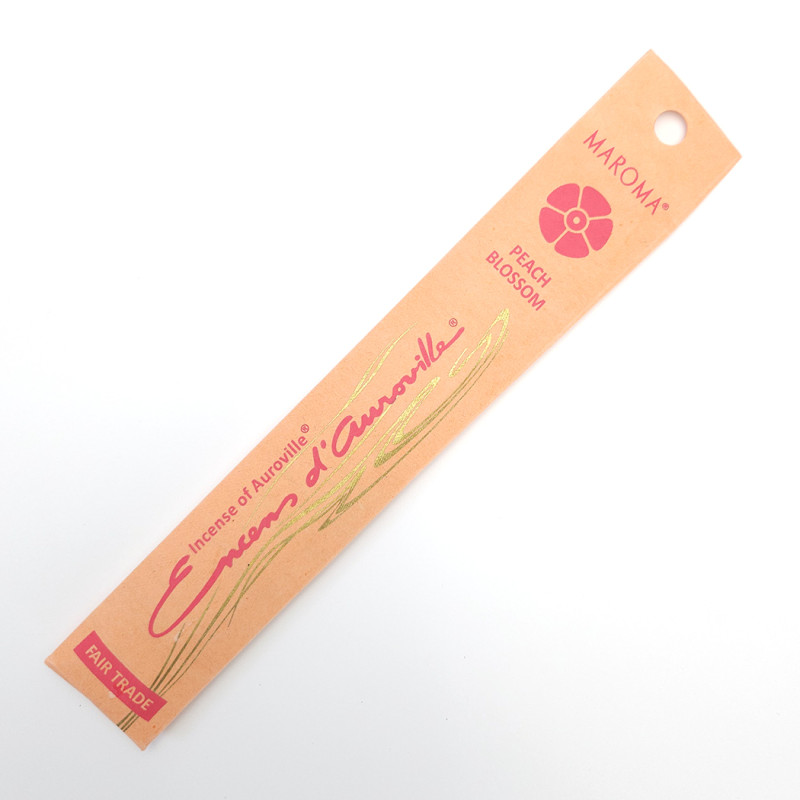 MAROMA®
PEACH
BLOSSOM
Incense of Auroville®
Encens d'Auroville®
FAIR TRADE